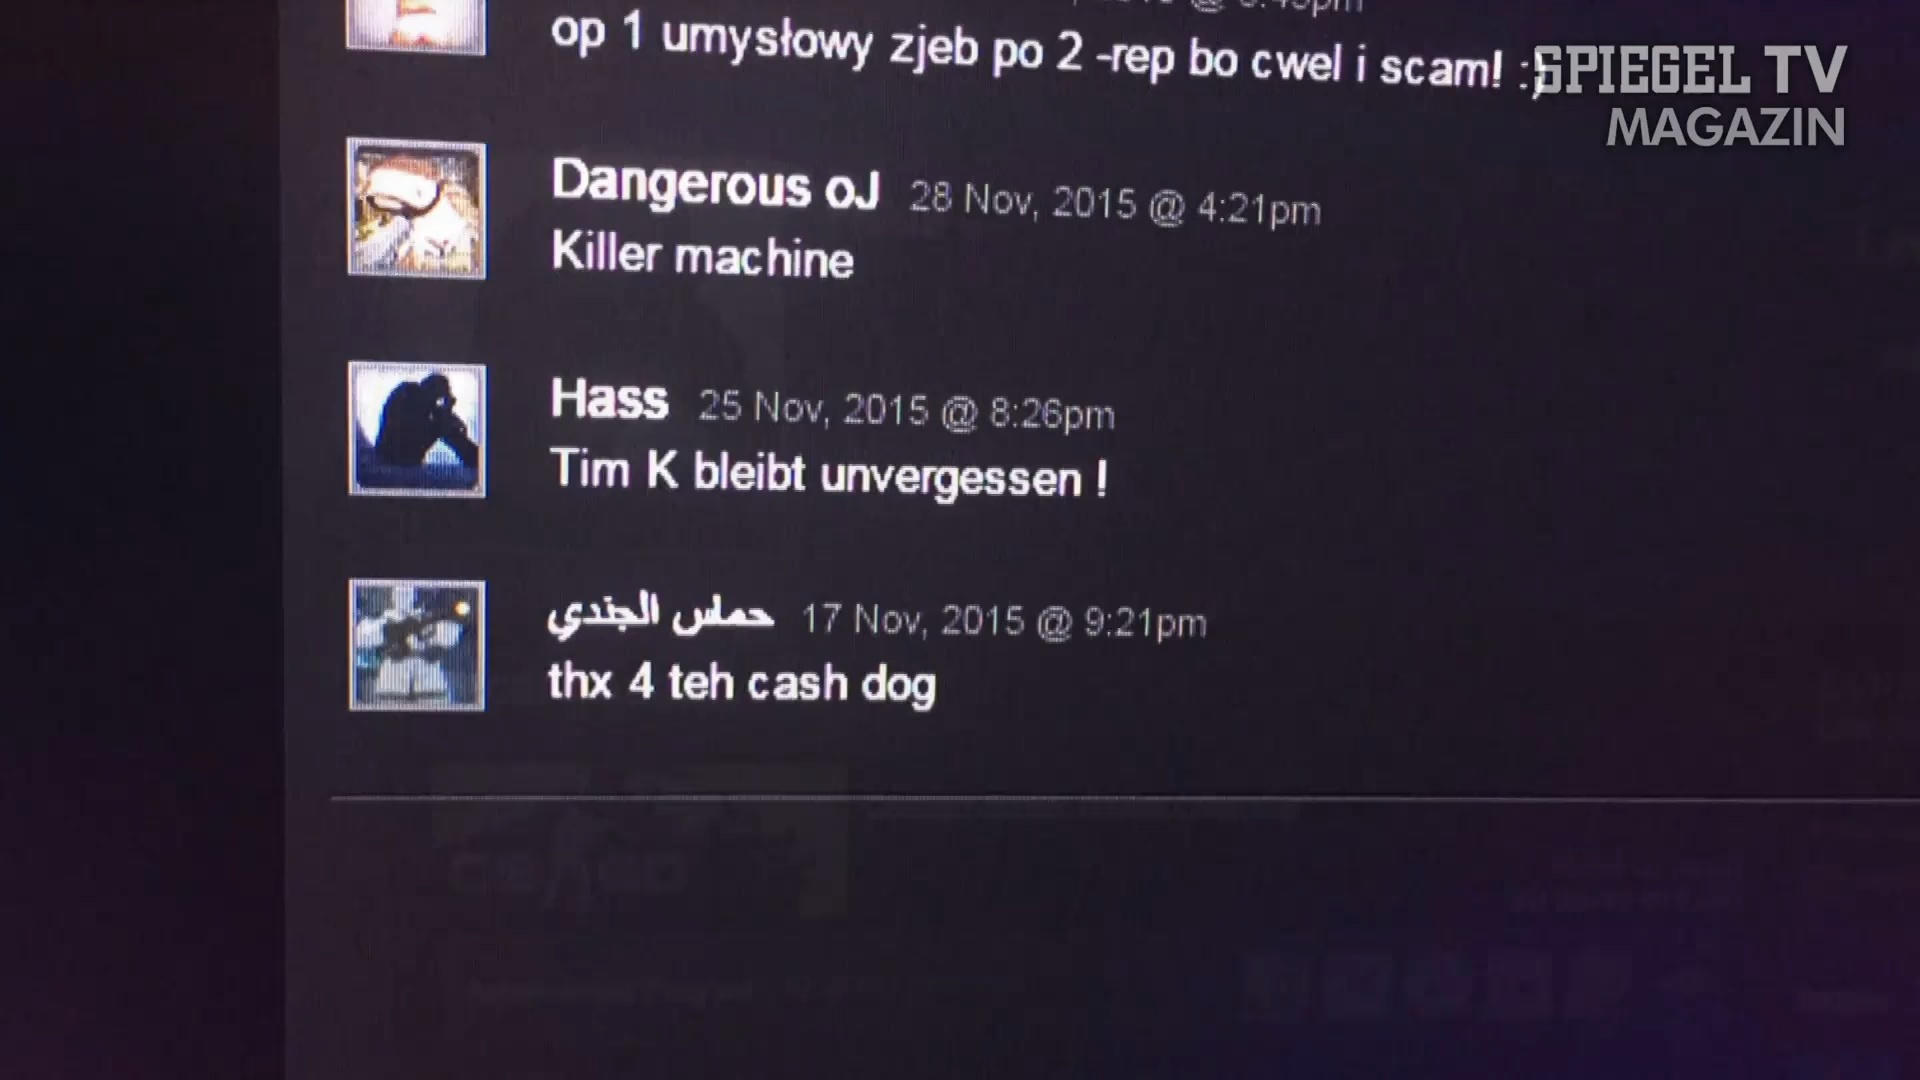 op 1 umysłowy zjeb po 2 -rep bo cwel i scam! :)
SPIEGEL TV
MAGAZIN
Dangerous oJ 28 Nov, 2015 @ 4:21pm
Killer machine
Hass 25 Nov, 2015 @ 8:26pm
Tim K bleibt unvergessen !
حماس الجندي 17 Nov, 2015 @ 9:21pm
thx 4 teh cash dog